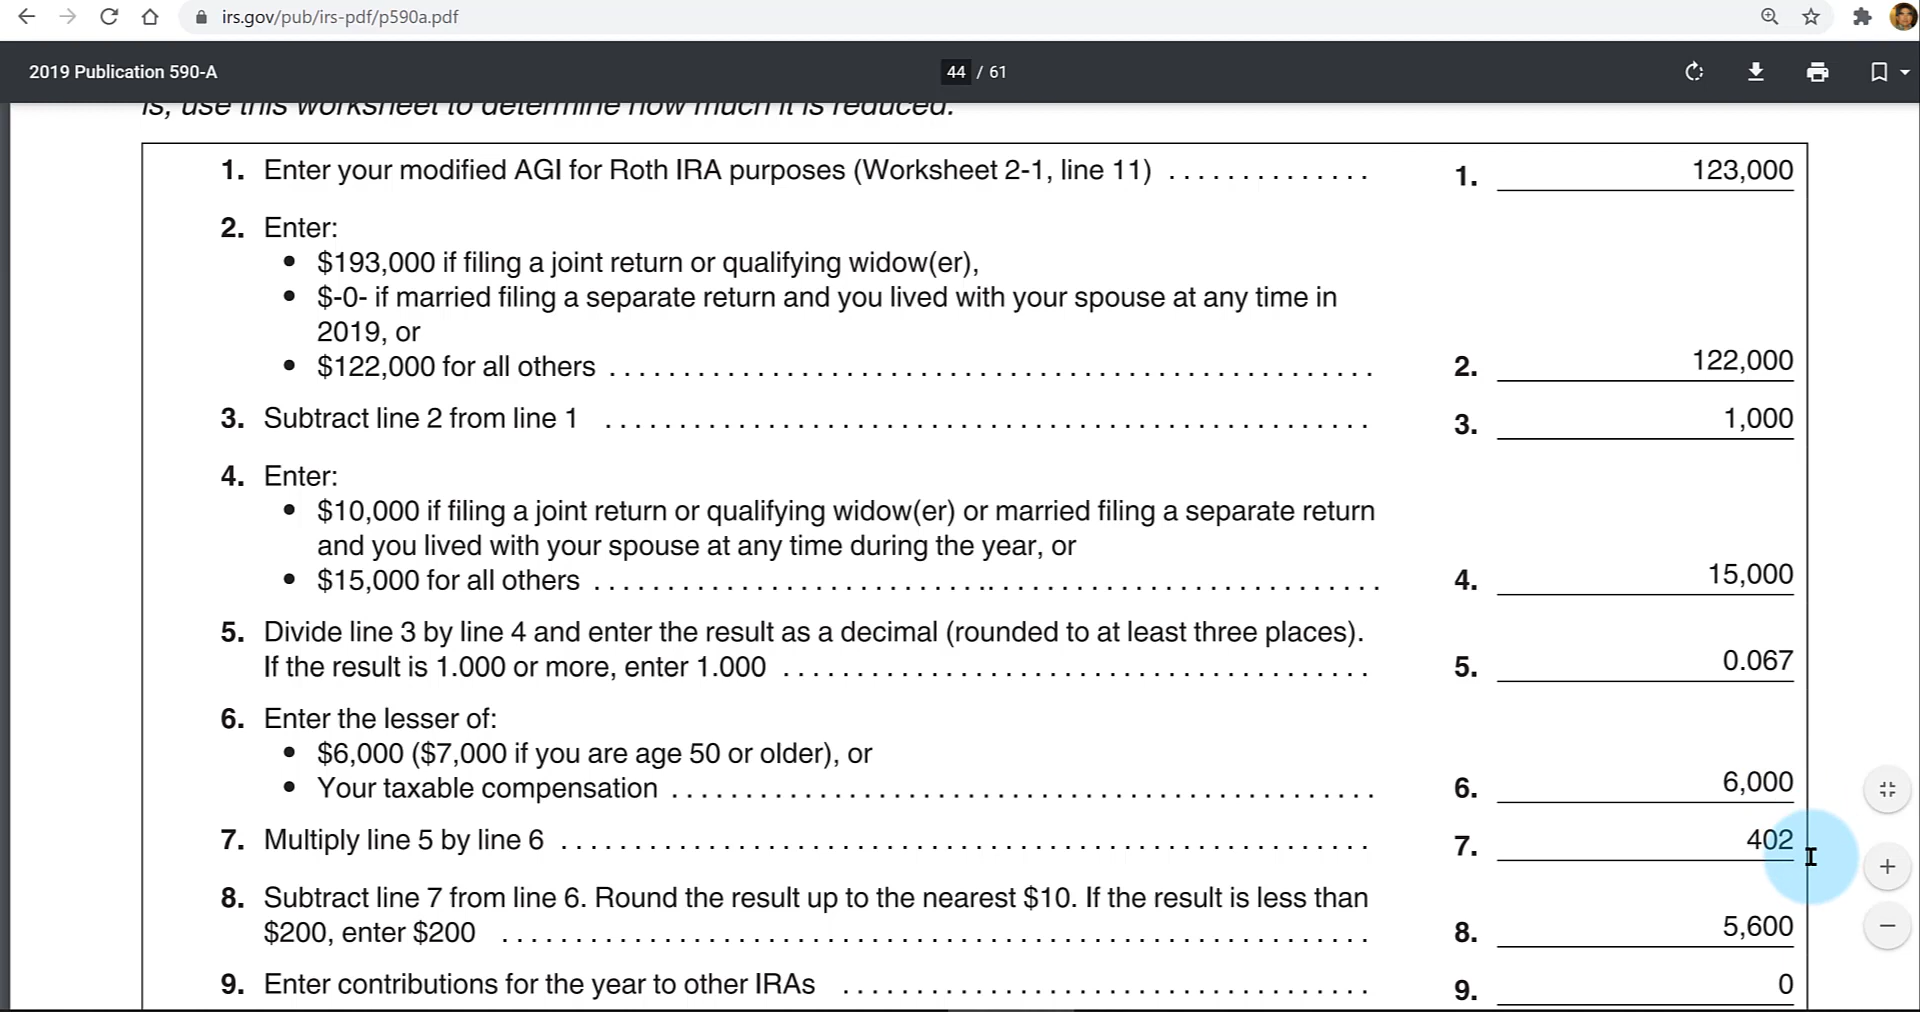 irs.gov/pub/irs-pdf/p590a.pdf
2019 Publication 590-A
44 / 61
is, use this worksheet to determine how much it is reduced.
1. Enter your modified AGI for Roth IRA purposes (Worksheet 2-1, line 11) . . . . . . . . . . . . . . 1. 123,000
2. Enter:
• $193,000 if filing a joint return or qualifying widow(er),
• $-0- if married filing a separate return and you lived with your spouse at any time in
2019, or
• $122,000 for all others . . . . . . . . . . . . . . . . . . . . . . . . . . . . . . . . . . . . . . . . . . . . . . . . . . . . 2. 122,000
3. Subtract line 2 from line 1 . . . . . . . . . . . . . . . . . . . . . . . . . . . . . . . . . . . . . . . . . . . . . . . . . . . . 3. 1,000
4. Enter:
• $10,000 if filing a joint return or qualifying widow(er) or married filing a separate return
and you lived with your spouse at any time during the year, or
• $15,000 for all others . . . . . . . . . . . . . . . . . . . . . . . . . . .. . . . . . . . . . . . . . . . . . . . . . . . . . . 4. 15,000
5. Divide line 3 by line 4 and enter the result as a decimal (rounded to at least three places).
If the result is 1.000 or more, enter 1.000 . . . . . . . . . . . . . . . . . . . . . . . . . . . . . . . . . . . . . . . . 5. 0.067
6. Enter the lesser of:
• $6,000 ($7,000 if you are age 50 or older), or
• Your taxable compensation . . . . . . . . . . . . . . . . . . . . . . . . . . . . . . . . . . . . . . . . . . . . . . . . 6. 6,000
7. Multiply line 5 by line 6 . . . . . . . . . . . . . . . . . . . . . . . . . . . . . . . . . . . . . . . . . . . . . . . . . . . . . . . 7. 402
8. Subtract line 7 from line 6. Round the result up to the nearest $10. If the result is less than
$200, enter $200 . . . . . . . . . . . . . . . . . . . . . . . . . . . . . . . . . . . . . . . . . . . . . . . . . . . . . . . . . . . 8. 5,600
9. Enter contributions for the year to other IRAs . . . . . . . . . . . . . . . . . . . . . . . . . . . . . . . . . . . . 9. 0